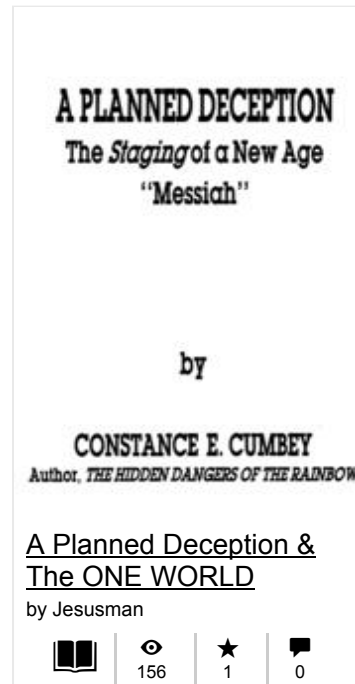 A PLANNED DECEPTION
The Staging of a New Age
"Messiah"
by
CONSTANCE E. CUMBEY
Author, THE HIDDEN DANGERS OF THE RAINBOW
A Planned Deception &
The ONE WORLD
by Jesusman
156
1
0